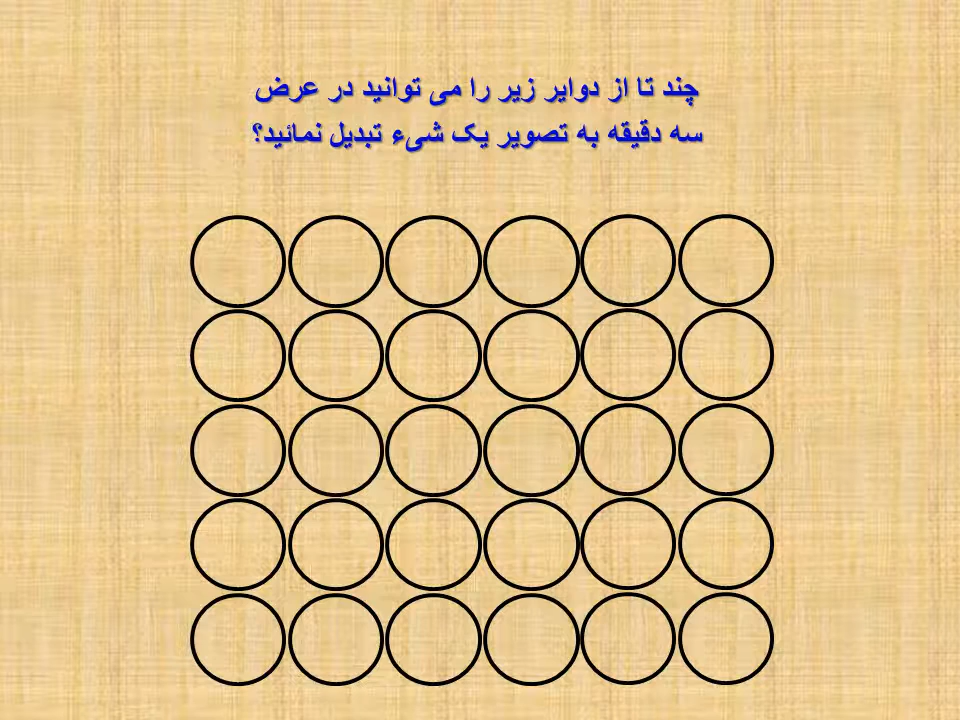 چند تا از دوایر زیر را می توانید در عرض
سه دقیقه به تصویر یک شیء تبدیل نمائید؟